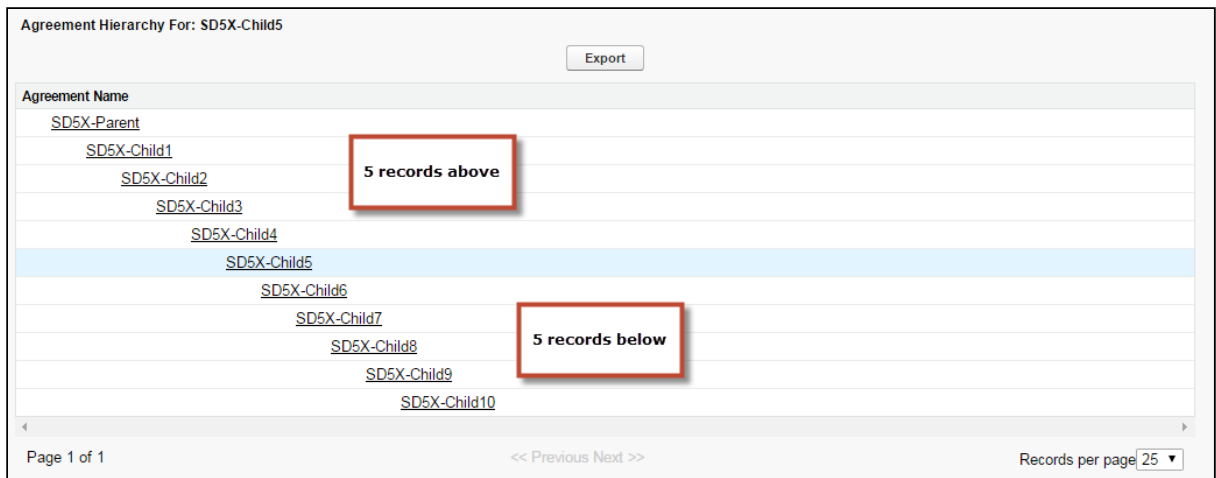 Agreement Hierarchy For: SD5X-Child5
Export
Agreement Name
SD5X-Parent
SD5X-Child1
5 records above
SD5X-Child2
SD5X-Child3
SD5X-Child4
SD5X-Child5
SD5X-Child6
SD5X-Child7
5 records below
SD5X-Child8
SD5X-Child9
SD5X-Child10
Page 1 of 1 << Previous Next >> Records per page 25